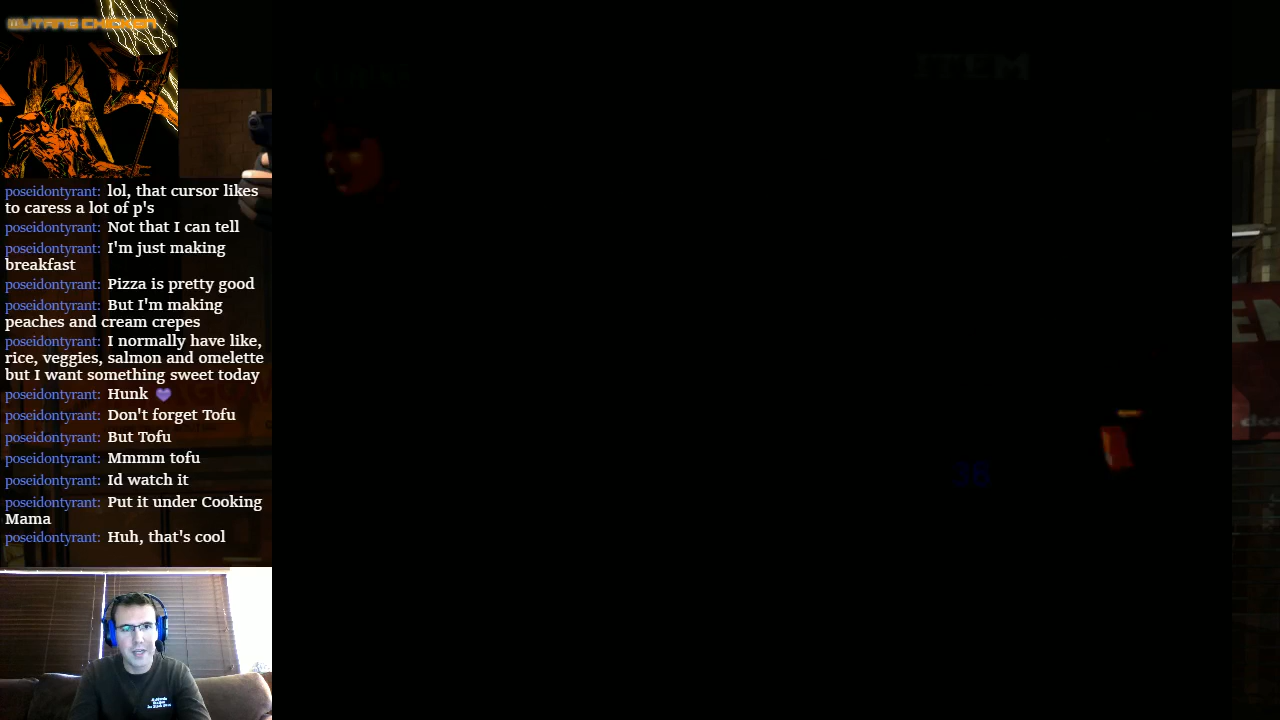 WUTANG CHICKEN
ITEM
poseidontyrant: lol, that cursor likes
to caress a lot of p's
poseidontyrant: Not that I can tell
poseidontyrant: I'm just making
breakfast
poseidontyrant: Pizza is pretty good
poseidontyrant: But I'm making
peaches and cream crepes
poseidontyrant: I normally have like,
rice, veggies, salmon and omelette
but I want something sweet today
poseidontyrant: Hunk
poseidontyrant: Don't forget Tofu
poseidontyrant: But Tofu
poseidontyrant: Mmmm tofu
poseidontyrant: Id watch it
poseidontyrant: Put it under Cooking
Mama
poseidontyrant: Huh, that's cool
38